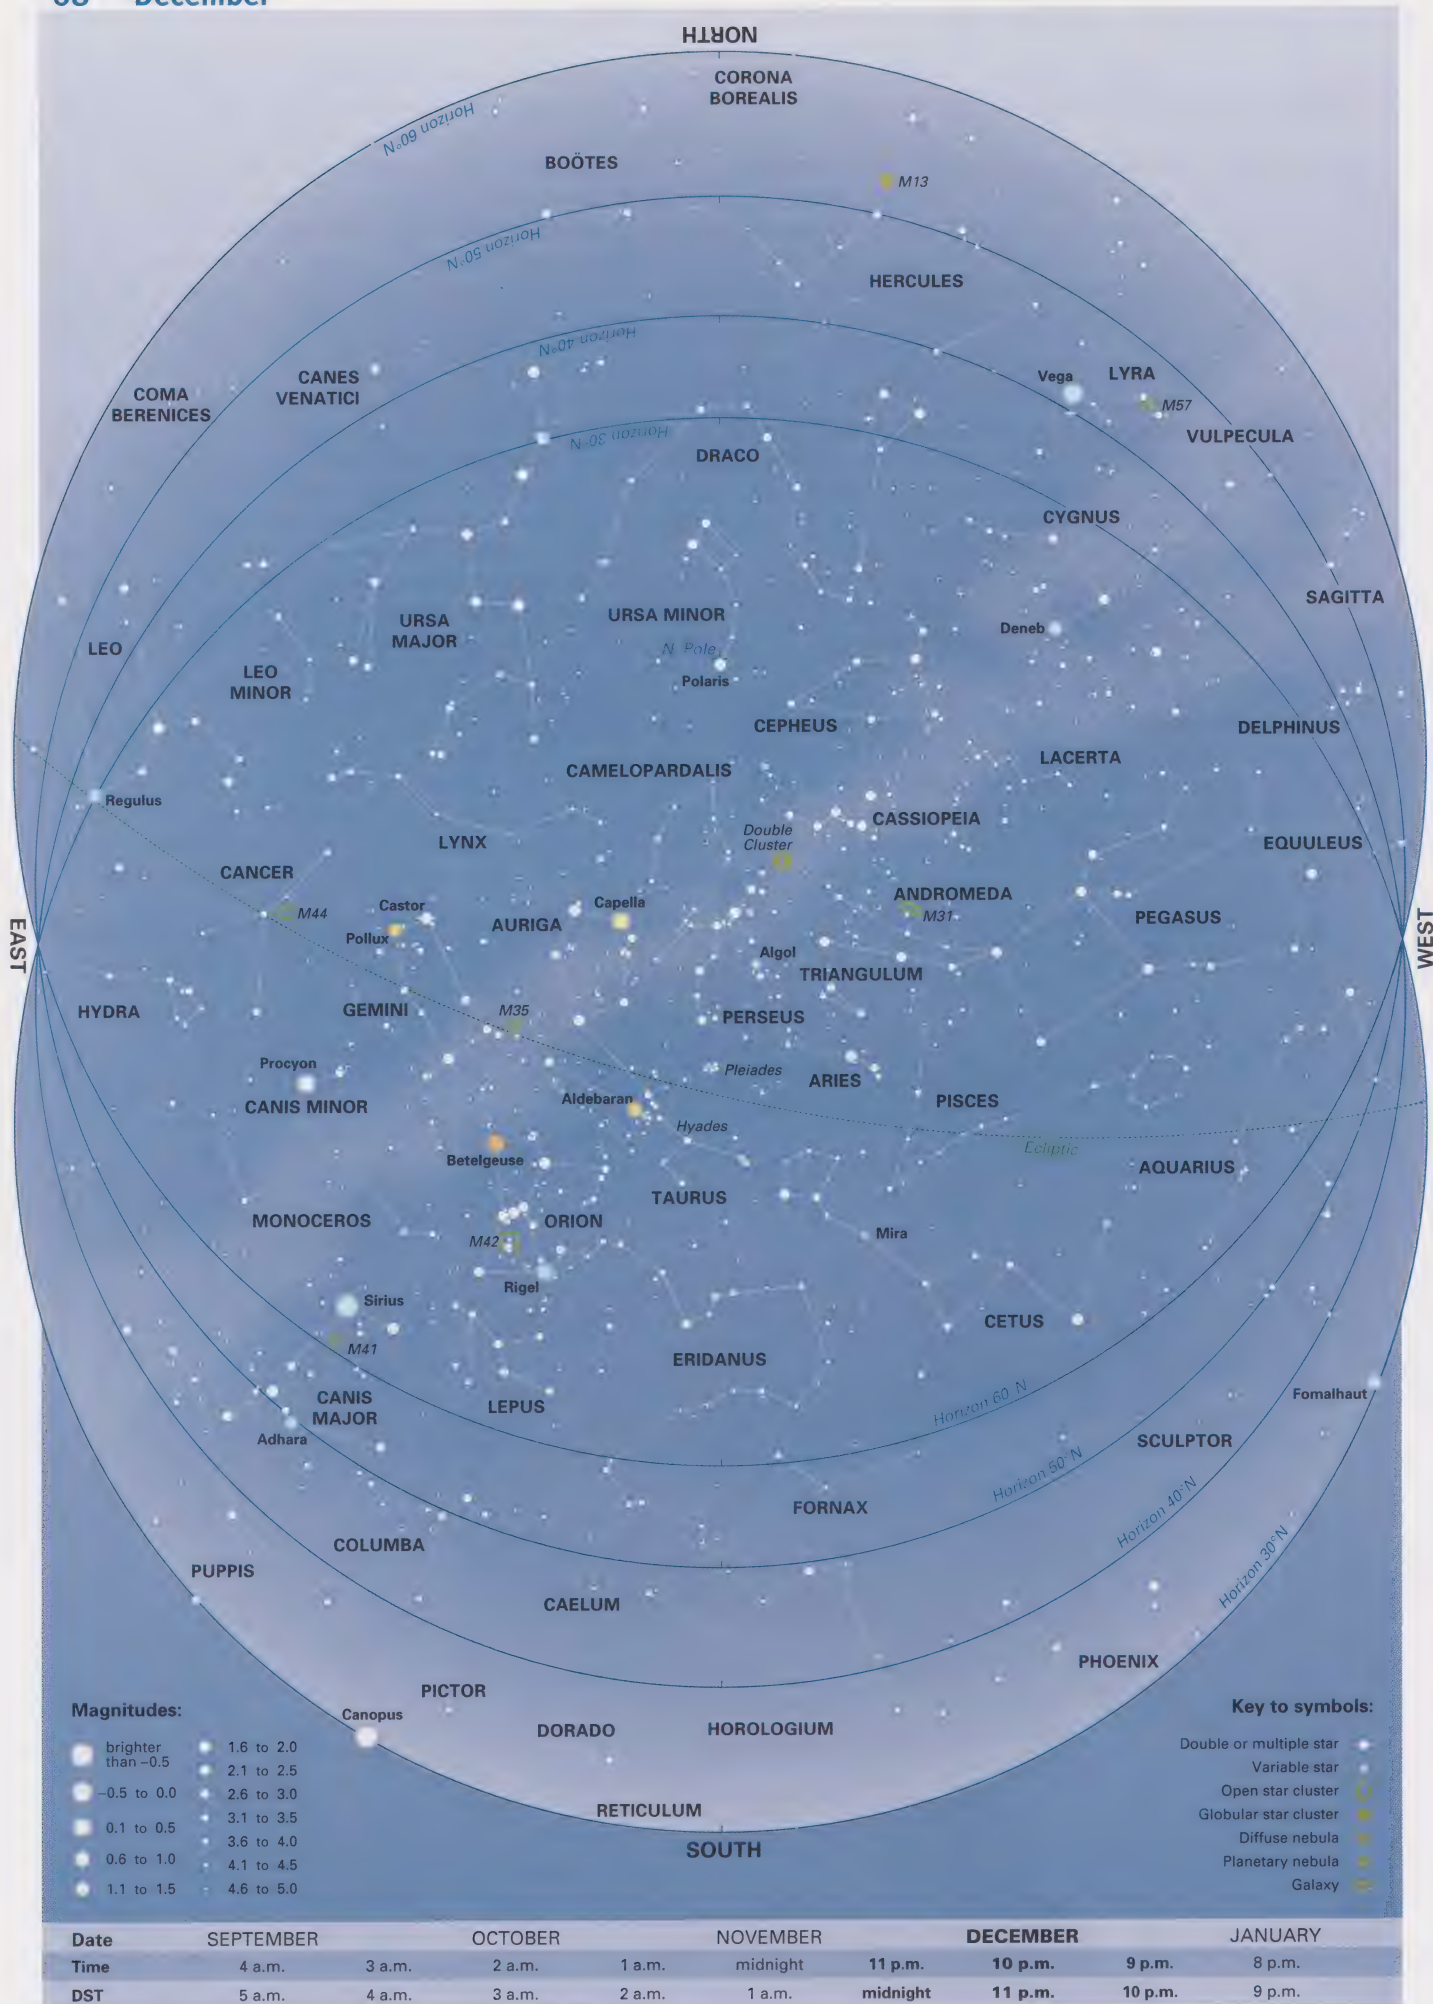 68 December
NORTH
CORONA
BOREALIS
Horizon 60°N
BOÖTES
M13
Horizon 50°N
HERCULES
Horizon 40°N
CANES
VENATICI
COMA
BERENICES
Vega
LYRA
M57
VULPECULA
Horizon 30°N
DRACO
CYGNUS
SAGITTA
URSA
MAJOR
URSA MINOR
Deneb
LEO
N. Pole
LEO
MINOR
Polaris
CEPHEUS
DELPHINUS
LACERTA
CAMELOPARDALIS
Regulus
CASSIOPEIA
Double
Cluster
LYNX
EQUULEUS
CANCER
ANDROMEDA
M31
M44
Castor
Capella
PEGASUS
AURIGA
Pollux
EAST
WEST
Algol
TRIANGULUM
HYDRA
GEMINI
M35
PERSEUS
Procyon
Pleiades
ARIES
CANIS MINOR
Aldebaran
PISCES
Hyades
Betelgeuse
Ecliptic
AQUARIUS
TAURUS
MONOCEROS
ORION
M42
Mira
Rigel
Sirius
CETUS
M41
ERIDANUS
CANIS
MAJOR
LEPUS
Horizon 60°N
Fomalhaut
Adhara
SCULPTOR
Horizon 50°N
FORNAX
Horizon 40°N
COLUMBA
Horizon 30°N
PUPPIS
CAELUM
PHOENIX
PICTOR
Canopus
DORADO
HOROLOGIUM
RETICULUM
SOUTH
Magnitudes:
brighter
than –0.5
–0.5 to 0.0
0.1 to 0.5
0.6 to 1.0
1.1 to 1.5
1.6 to 2.0
2.1 to 2.5
2.6 to 3.0
3.1 to 3.5
3.6 to 4.0
4.1 to 4.5
4.6 to 5.0
Key to symbols:
Double or multiple star
Variable star
Open star cluster
Globular star cluster
Diffuse nebula
Planetary nebula
Galaxy
Date SEPTEMBER OCTOBER NOVEMBER DECEMBER JANUARY
Time 4 a.m. 3 a.m. 2 a.m. 1 a.m. midnight 11 p.m. 10 p.m. 9 p.m. 8 p.m.
DST 5 a.m. 4 a.m. 3 a.m. 2 a.m. 1 a.m. midnight 11 p.m. 10 p.m. 9 p.m.